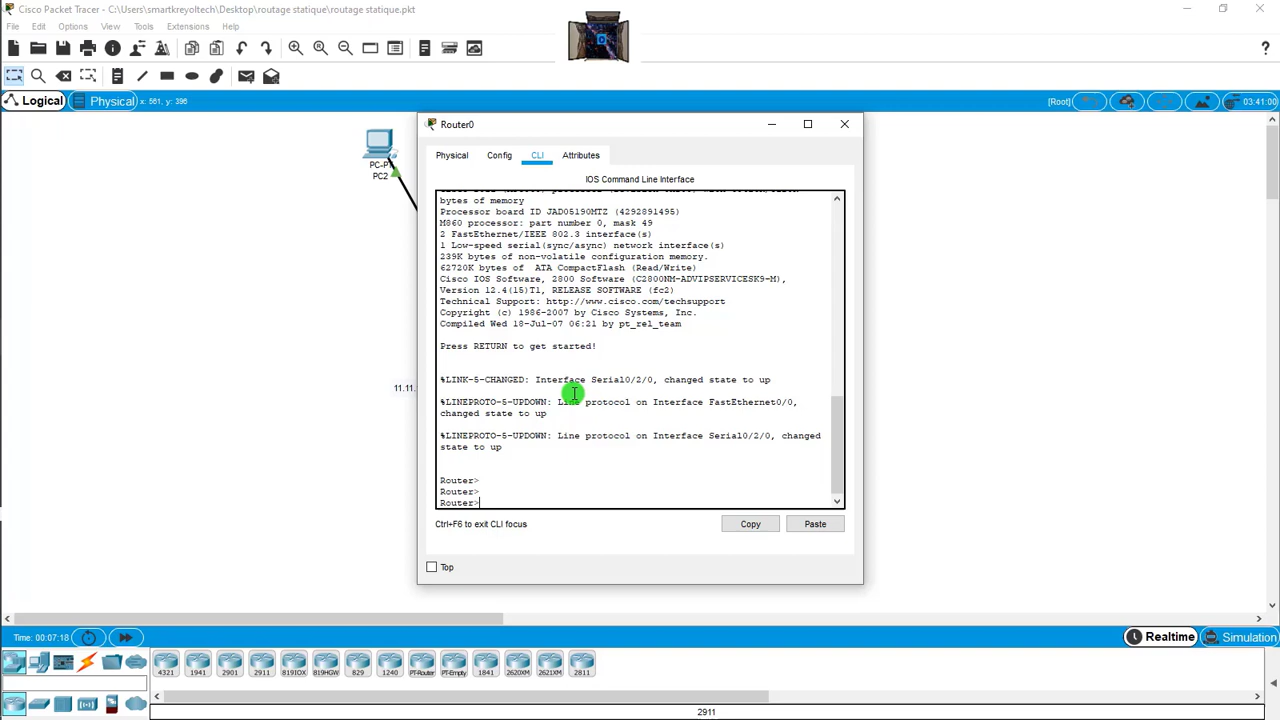 Cisco Packet Tracer - C:\Users\smartkreyoltech\Desktop\routage statique\routage statique.pkt
File Edit Options View Tools Extensions Help
Logical Physical x: 561, y: 396 [Root] 03:41:00
PC-PT
PC2
11.11.
Router0
Physical Config CLI Attributes
IOS Command Line Interface
bytes of memory
Processor board ID JAD05190MTZ (4292891495)
M860 processor: part number 0, mask 49
2 FastEthernet/IEEE 802.3 interface(s)
1 Low-speed serial(sync/async) network interface(s)
239K bytes of non-volatile configuration memory.
62720K bytes of ATA CompactFlash (Read/Write)
Cisco IOS Software, 2800 Software (C2800NM-ADVIPSERVICESK9-M),
Version 12.4(15)T1, RELEASE SOFTWARE (fc2)
Technical Support: http://www.cisco.com/techsupport
Copyright (c) 1986-2007 by Cisco Systems, Inc.
Compiled Wed 18-Jul-07 06:21 by pt_rel_team
Press RETURN to get started!
%LINK-5-CHANGED: Interface Serial0/2/0, changed state to up
%LINEPROTO-5-UPDOWN: Line protocol on Interface FastEthernet0/0,
changed state to up
%LINEPROTO-5-UPDOWN: Line protocol on Interface Serial0/2/0, changed
state to up
Router>
Router>
Router>
Ctrl+F6 to exit CLI focus
Copy Paste
Top
Time: 00:07:18 Realtime Simulation
4321 1941 2901 2911 819IOX 819HGW 829 1240 PT-Router PT-Empty 1841 2620XM 2621XM 2811
2911